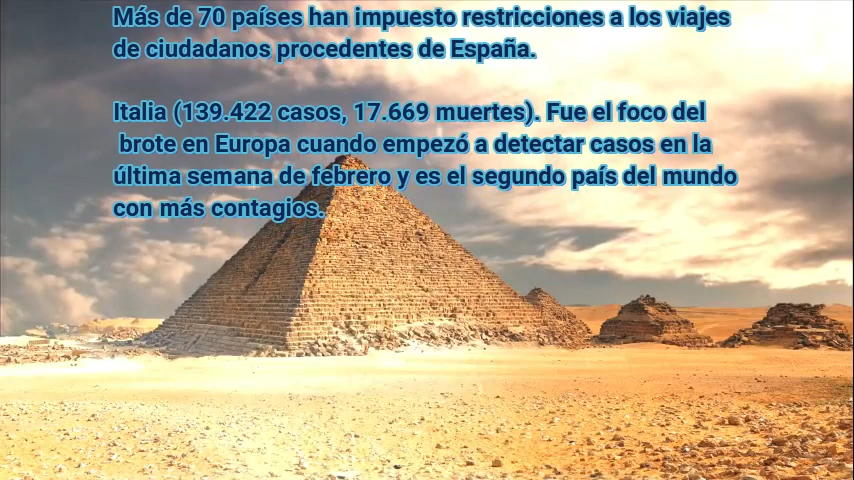 Más de 70 países han impuesto restricciones a los viajes
de ciudadanos procedentes de España.
Italia (139.422 casos, 17.669 muertes). Fue el foco del
brote en Europa cuando empezó a detectar casos en la
última semana de febrero y es el segundo país del mundo
con más contagios.